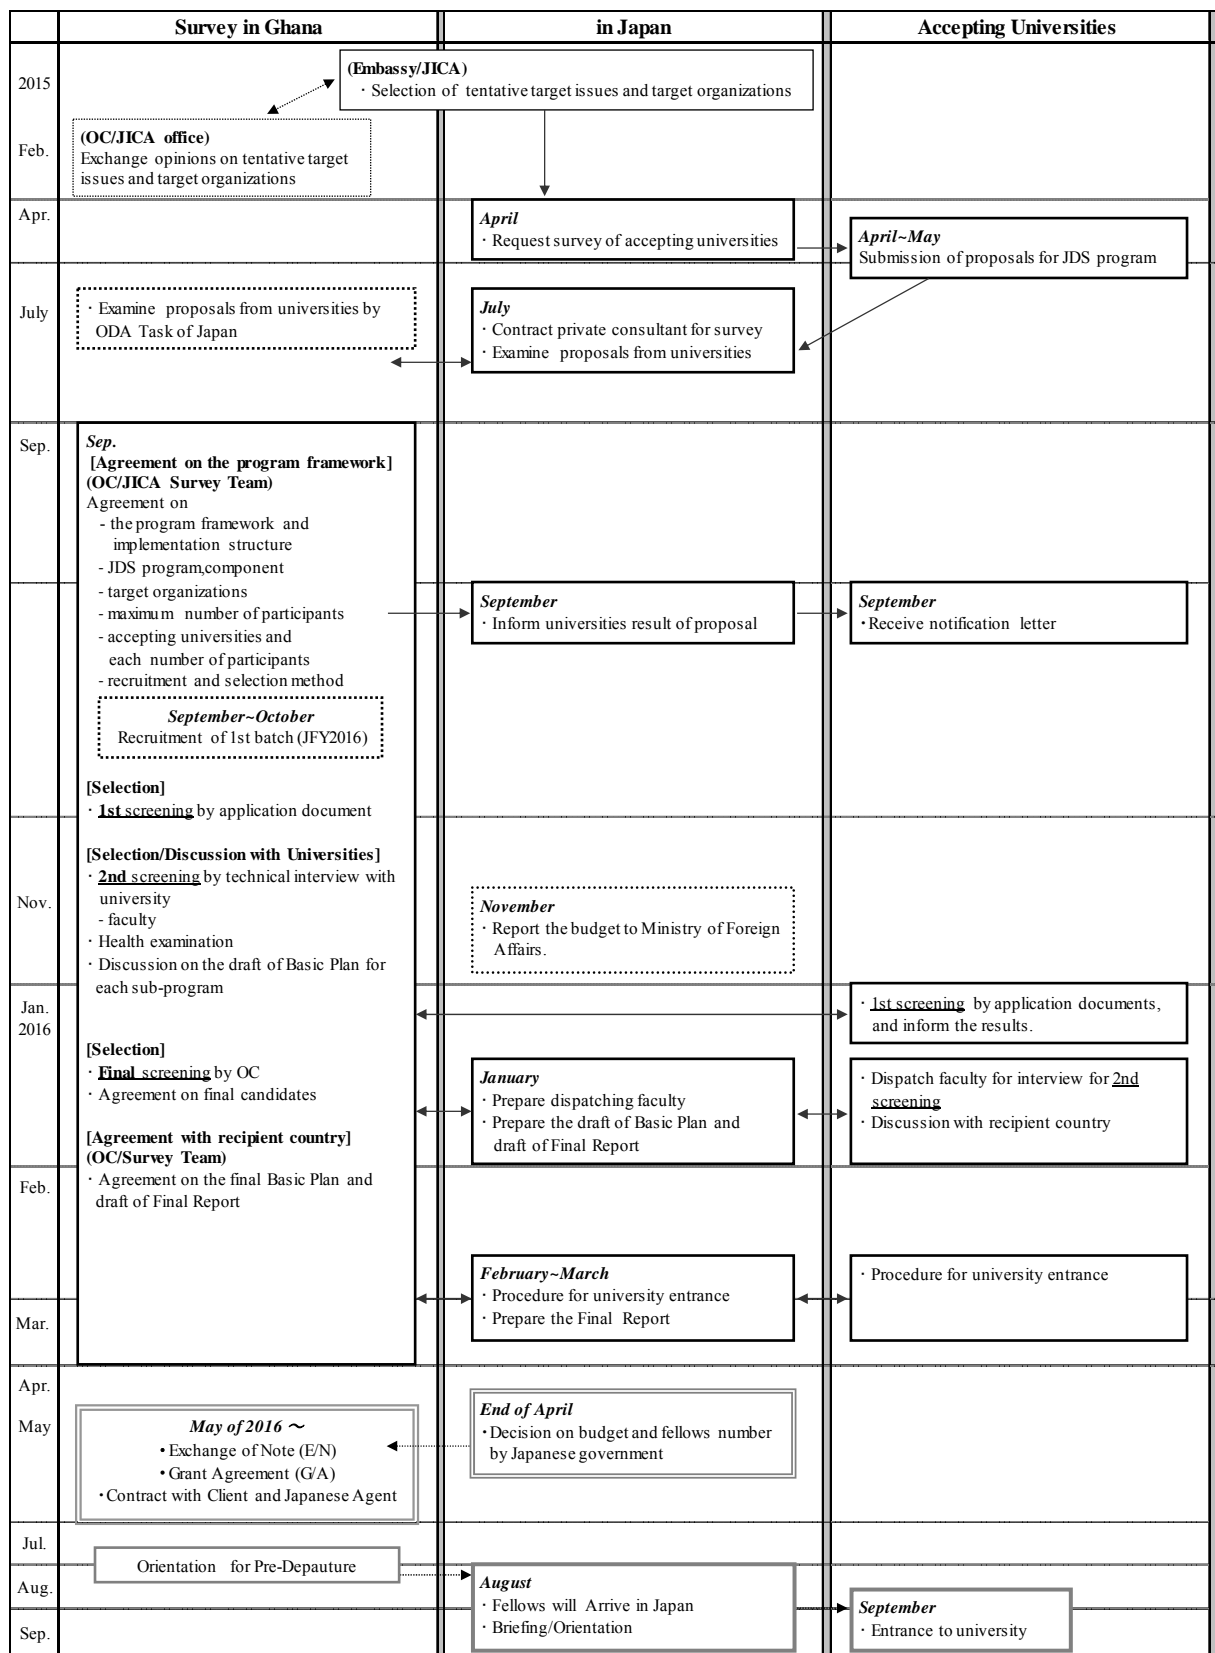 Survey in Ghana
in Japan
Accepting Universities
2015
(Embassy/JICA)
・Selection of tentative target issues and target organizations
Feb.
(OC/JICA office)
Exchange opinions on tentative target
issues and target organizations
Apr.
April
・Request survey of accepting universities
April~May
Submission of proposals for JDS program
July
・Examine proposals from universities by
ODA Task of Japan
July
・Contract private consultant for survey
・Examine proposals from universities
Sep.
Sep.
[Agreement on the program framework]
(OC/JICA Survey Team)
Agreement on
- the program framework and
implementation structure
- JDS program,component
- target organizations
- maximum number of participants
- accepting universities and
each number of participants
- recruitment and selection method
September
・Inform universities result of proposal
September
・Receive notification letter
September~October
Recruitment of 1st batch (JFY2016)
[Selection]
・1st screening by application document
[Selection/Discussion with Universities]
・2nd screening by technical interview with
university
- faculty
・Health examination
・Discussion on the draft of Basic Plan for
each sub-program
Nov.
November
・Report the budget to Ministry of Foreign
Affairs.
Jan.
2016
・1st screening by application documents,
and inform the results.
[Selection]
・Final screening by OC
・Agreement on final candidates
January
・Prepare dispatching faculty
・Prepare the draft of Basic Plan and
draft of Final Report
・Dispatch faculty for interview for 2nd
screening
・Discussion with recipient country
[Agreement with recipient country]
(OC/Survey Team)
・Agreement on the final Basic Plan and
draft of Final Report
Feb.
February~March
・Procedure for university entrance
・Prepare the Final Report
・Procedure for university entrance
Mar.
Apr.
May
End of April
・Decision on budget and fellows number
by Japanese government
May of 2016 ～
・Exchange of Note (E/N)
・Grant Agreement (G/A)
・Contract with Client and Japanese Agent
Jul.
Orientation for Pre-Depauture
Aug.
August
・Fellows will Arrive in Japan
・Briefing/Orientation
Sep.
September
・Entrance to university